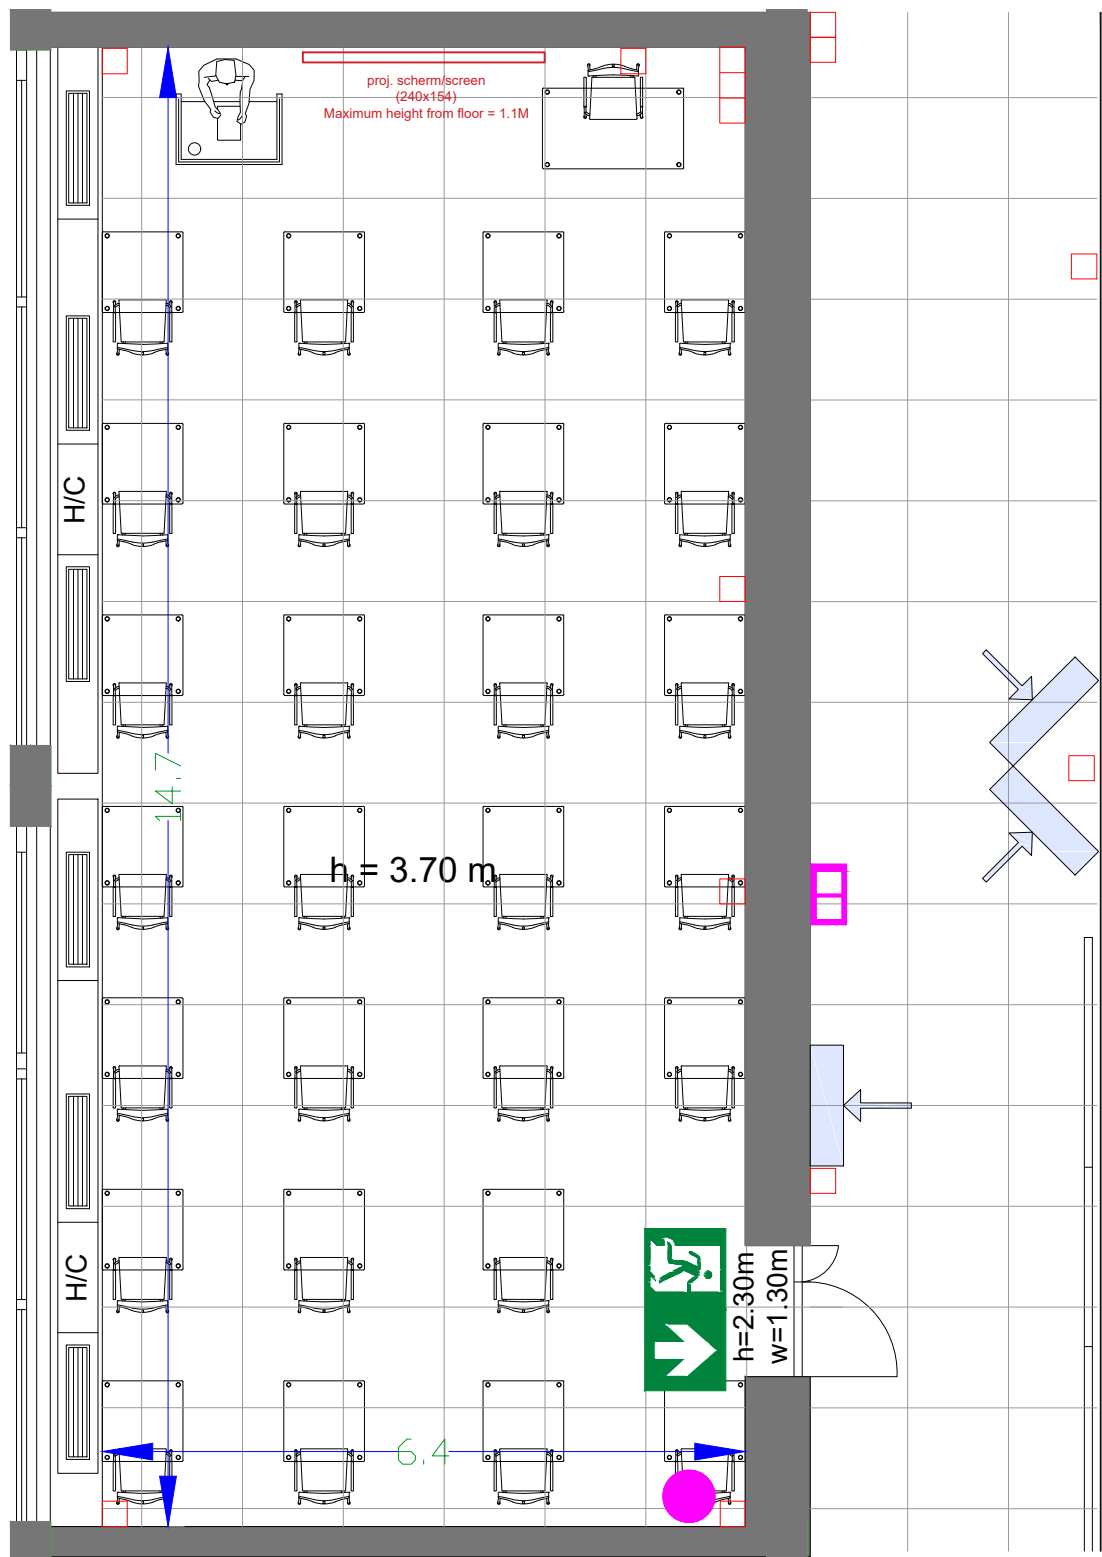 proj. scherm/screen
(240x154)
Maximum height from floor = 1.1M
H/C
14,7
h = 3.70 m
H/C
h=2.30m
w=1.30m
6,4